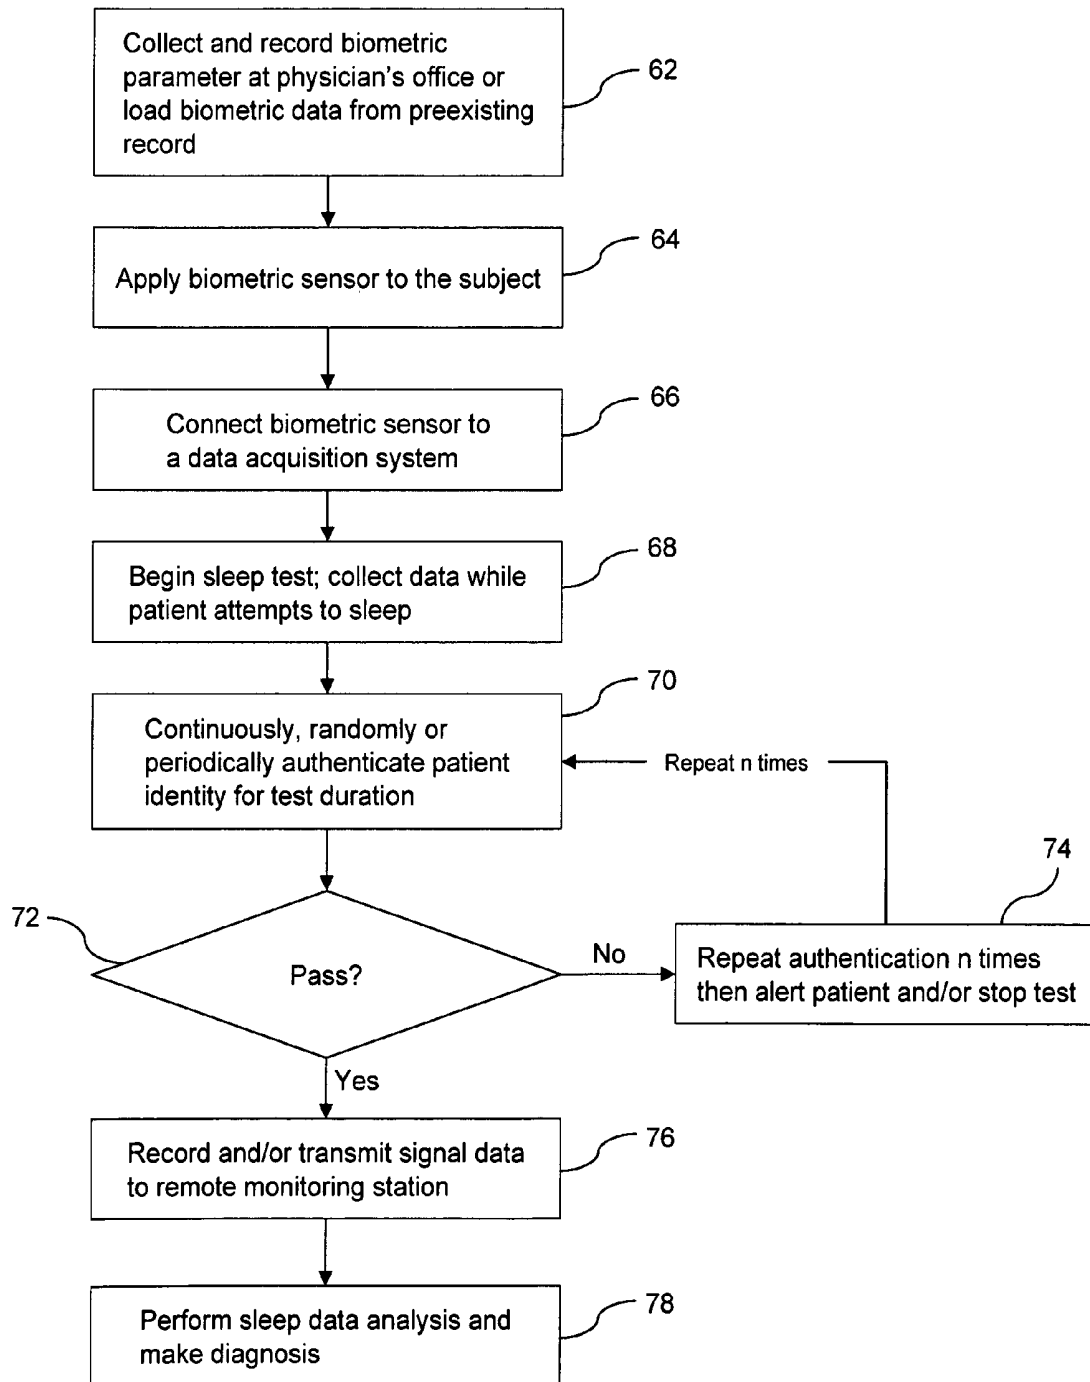 Collect and record biometric
parameter at physician's office or
load biometric data from preexisting
record
62
64
Apply biometric sensor to the subject
66
Connect biometric sensor to
a data acquisition system
68
Begin sleep test; collect data while
patient attempts to sleep
70
Continuously, randomly or
periodically authenticate patient
identity for test duration
Repeat n times
74
72
Pass?
No
Repeat authentication n times
then alert patient and/or stop test
Yes
76
Record and/or transmit signal data
to remote monitoring station
78
Perform sleep data analysis and
make diagnosis